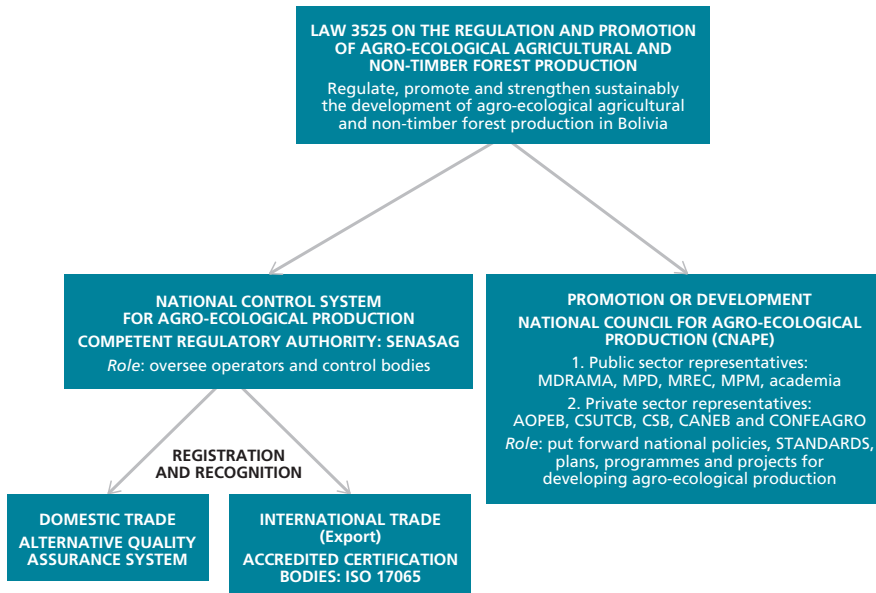 LAW 3525 ON THE REGULATION AND PROMOTION
OF AGRO-ECOLOGICAL AGRICULTURAL AND
NON-TIMBER FOREST PRODUCTION
Regulate, promote and strengthen sustainably
the development of agro-ecological agricultural
and non-timber forest production in Bolivia
NATIONAL CONTROL SYSTEM
FOR AGRO-ECOLOGICAL PRODUCTION
COMPETENT REGULATORY AUTHORITY: SENASAG
Role: oversee operators and control bodies
PROMOTION OR DEVELOPMENT
NATIONAL COUNCIL FOR AGRO-ECOLOGICAL
PRODUCTION (CNAPE)
1. Public sector representatives:
MDRAMA, MPD, MREC, MPM, academia
2. Private sector representatives:
AOPEB, CSUTCB, CSB, CANEB and CONFEAGRO
Role: put forward national policies, STANDARDS,
plans, programmes and projects for
developing agro-ecological production
REGISTRATION
AND RECOGNITION
DOMESTIC TRADE
ALTERNATIVE QUALITY
ASSURANCE SYSTEM
INTERNATIONAL TRADE
(Export)
ACCREDITED CERTIFICATION
BODIES: ISO 17065